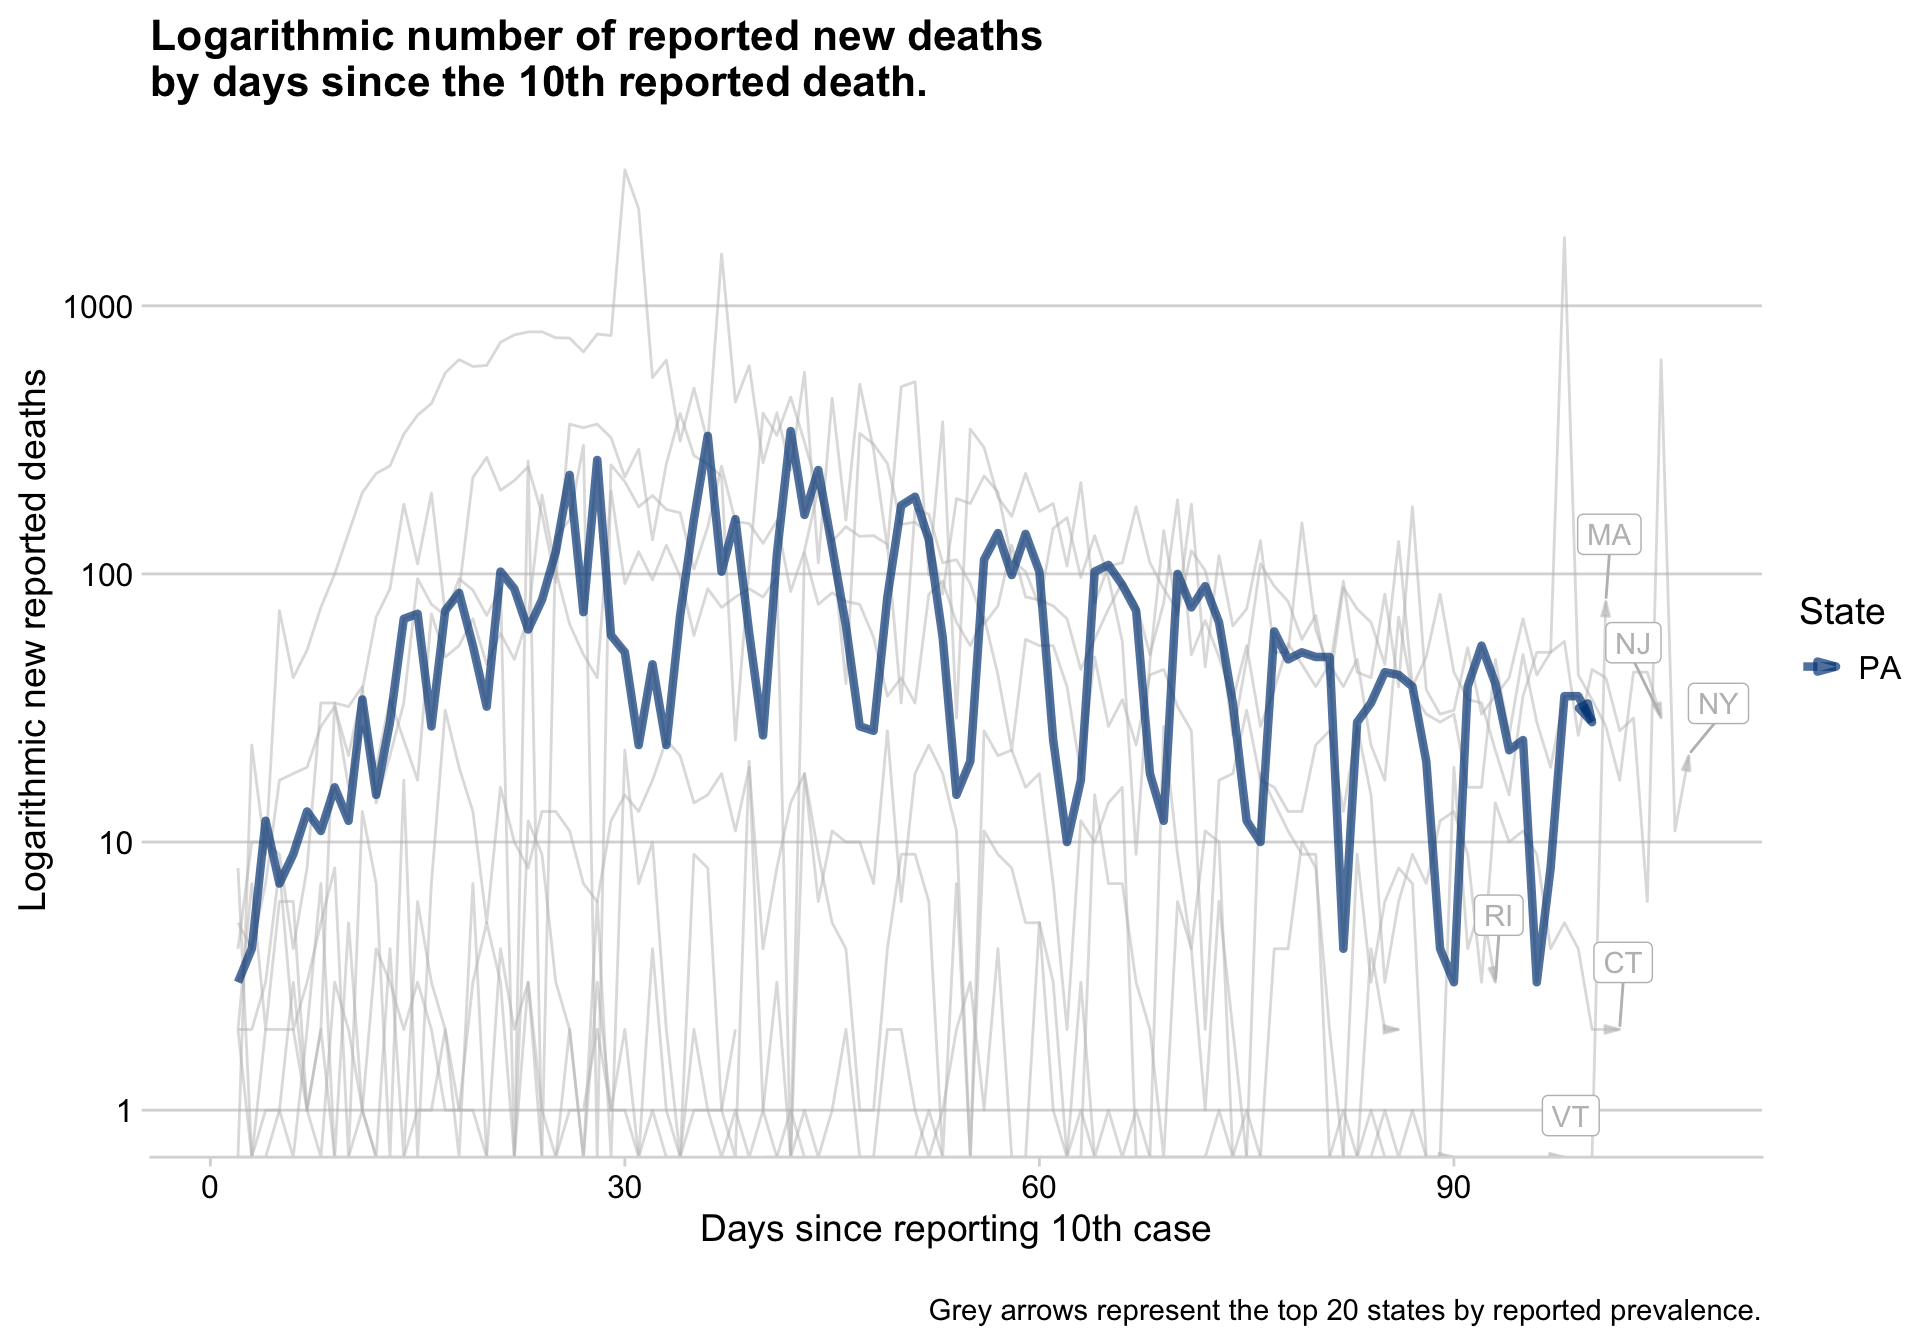 Logarithmic number of reported new deaths
by days since the 10th reported death.
Logarithmic new reported deaths
1000
100
10
1
MA
NJ
NY
RI
CT
VT
State
PA
0
30
60
90
Days since reporting 10th case
Grey arrows represent the top 20 states by reported prevalence.